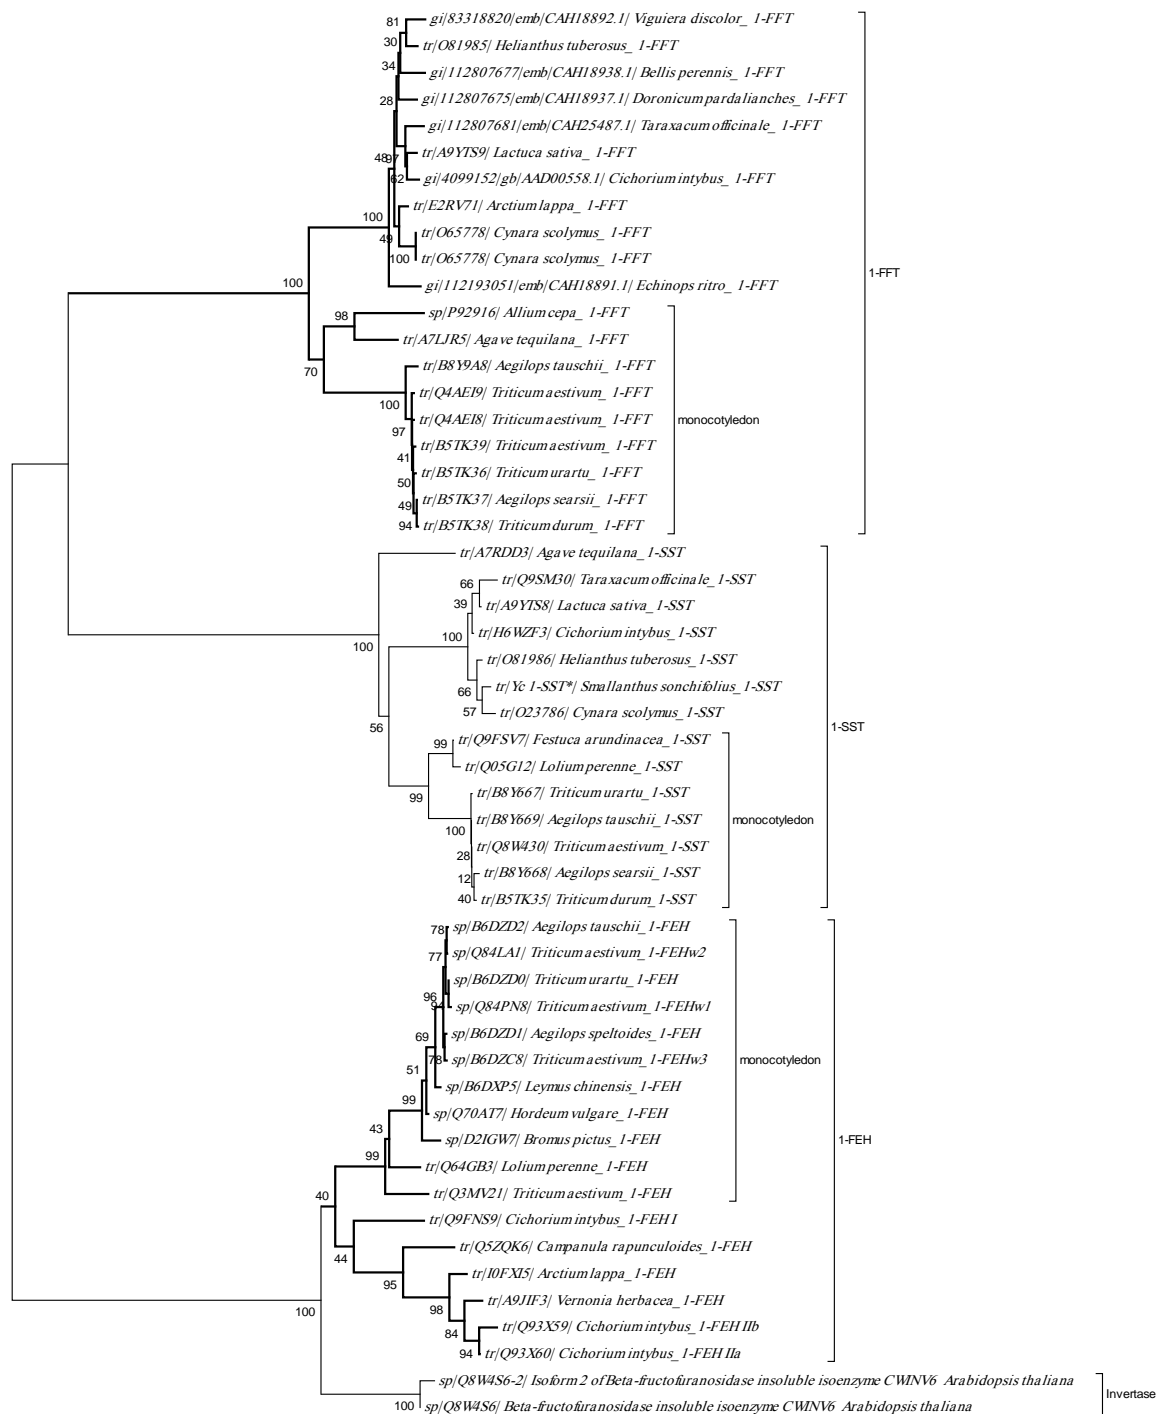 81 gi/83318820/emb/CAH18892.1/ Viguiera discolor_ 1-FFT
30 tr/O81985/ Helianthus tuberosus_ 1-FFT
34 gi/112807677/emb/CAH18938.1/ Bellis perennis_ 1-FFT
28 gi/112807675/emb/CAH18937.1/ Doronicum pardalianches_ 1-FFT
gi/112807681/emb/CAH25487.1/ Taraxacum officinale_ 1-FFT
48 97 tr/A9YTS9/ Lactuca sativa_ 1-FFT
62 gi/4099152/gb/AAD00558.1/ Cichorium intybus_ 1-FFT
100 tr/E2RV71/ Arctium lappa_ 1-FFT
49 tr/O65778/ Cynara scolymus_ 1-FFT
100 tr/O65778/ Cynara scolymus_ 1-FFT
1-FFT
100 gi/112193051/emb/CAH18891.1/ Echinops ritro_ 1-FFT
98 sp/P92916/ Allium cepa_ 1-FFT
tr/A7LJR5/ Agave tequilana_ 1-FFT
70 tr/B8Y9A8/ Aegilops tauschii_ 1-FFT
100 tr/Q4AEI9/ Triticum aestivum_ 1-FFT
97 tr/Q4AEI8/ Triticum aestivum_ 1-FFT monocotyledon
41 tr/B5TK39/ Triticum aestivum_ 1-FFT
50 tr/B5TK36/ Triticum urartu_ 1-FFT
49 tr/B5TK37/ Aegilops searsii_ 1-FFT
94 tr/B5TK38/ Triticum durum_ 1-FFT
tr/A7RDD3/ Agave tequilana_ 1-SST
66 tr/Q9SM30/ Taraxacum officinale_ 1-SST
39 tr/A9YTS8/ Lactuca sativa_ 1-SST
100 tr/H6WZF3/ Cichorium intybus_ 1-SST
100 tr/O81986/ Helianthus tuberosus_ 1-SST
66 tr/Yc 1-SST*/ Smallanthus sonchifolius_ 1-SST
57 tr/O23786/ Cynara scolymus_ 1-SST
56 1-SST
99 tr/Q9FSV7/ Festuca arundinacea_ 1-SST
tr/Q05G12/ Lolium perenne_ 1-SST
99 tr/B8Y667/ Triticum urartu_ 1-SST
100 tr/B8Y669/ Aegilops tauschii_ 1-SST monocotyledon
28 tr/Q8W430/ Triticum aestivum_ 1-SST
12 tr/B8Y668/ Aegilops searsii_ 1-SST
40 tr/B5TK35/ Triticum durum_ 1-SST
78 sp/B6DZD2/ Aegilops tauschii_ 1-FEH
77 sp/Q84LA1/ Triticum aestivum_ 1-FEHw2
sp/B6DZD0/ Triticum urartu_ 1-FEH
96 94 sp/Q84PN8/ Triticum aestivum_ 1-FEHw1
69 sp/B6DZD1/ Aegilops speltoides_ 1-FEH
78 sp/B6DZC8/ Triticum aestivum_ 1-FEHw3 monocotyledon
51 sp/B6DXP5/ Leymus chinensis_ 1-FEH
99 sp/Q70AT7/ Hordeum vulgare_ 1-FEH
43 sp/D2IGW7/ Bromus pictus_ 1-FEH 1-FEH
99 tr/Q64GB3/ Lolium perenne_ 1-FEH
40 tr/Q3MV21/ Triticum aestivum_ 1-FEH
tr/Q9FNS9/ Cichorium intybus_ 1-FEH I
44 tr/Q5ZQK6/ Campanula rapunculoides_ 1-FEH
95 tr/I0FXI5/ Arctium lappa_ 1-FEH
100 98 tr/A9JIF3/ Vernonia herbacea_ 1-FEH
84 tr/Q93X59/ Cichorium intybus_ 1-FEH IIb
94 tr/Q93X60/ Cichorium intybus_ 1-FEH IIa
sp/Q8W4S6-2/ Isoform 2 of Beta-fructofuranosidase insoluble isoenzyme CWINV6 Arabidopsis thaliana
Invertase
100 sp/Q8W4S6/ Beta-fructofuranosidase insoluble isoenzyme CWINV6 Arabidopsis thaliana